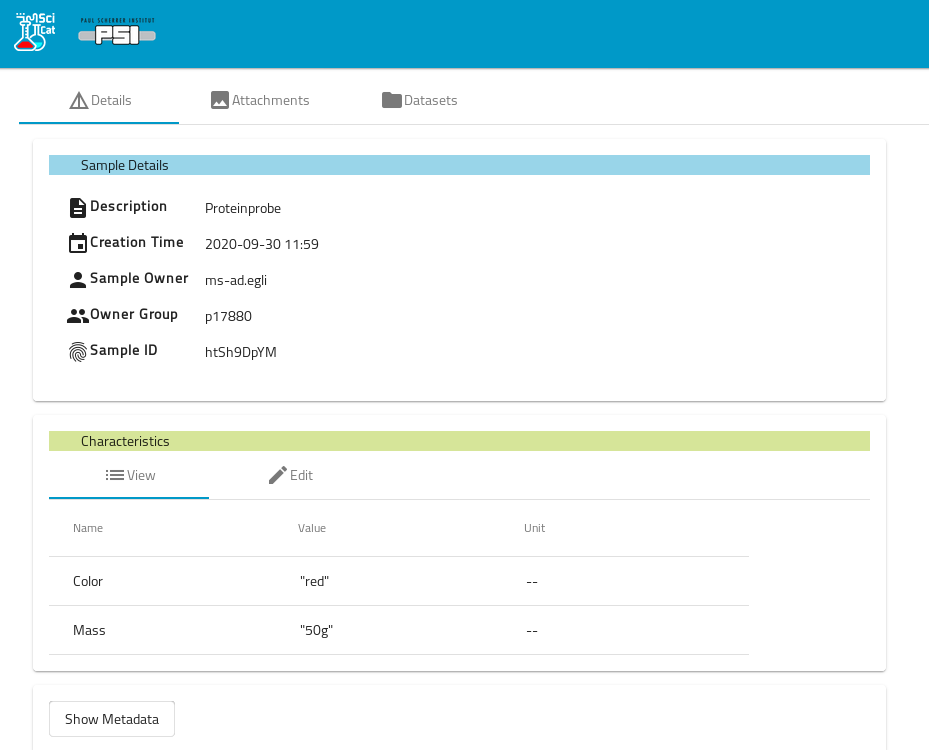 Sci
Cat
PAUL SCHERRER INSTITUT
PSI
Details
Attachments
Datasets
Sample Details
Description Proteinprobe
Creation Time 2020-09-30 11:59
Sample Owner ms-ad.egli
Owner Group p17880
Sample ID htSh9DpYM
Characteristics
View
Edit
Name Value Unit
Color "red" --
Mass "50g" --
Show Metadata